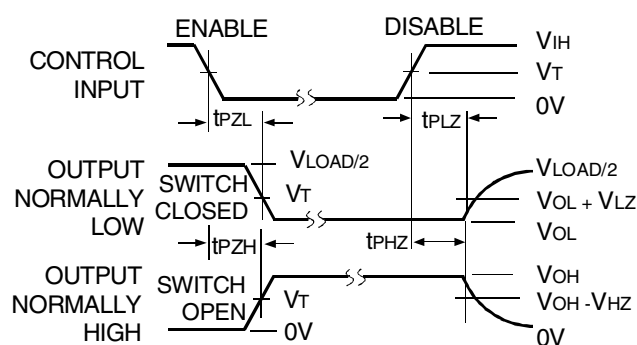 ENABLE DISABLE
CONTROL INPUT
VIH
VT
0V
tPZL tPLZ
OUTPUT NORMALLY LOW
SWITCH CLOSED
VLOAD/2
VT
VLOAD/2
VOL + VLZ
VOL
tPZH tPHZ
OUTPUT NORMALLY HIGH
SWITCH OPEN
VT
0V
VOH
VOH -VHZ
0V